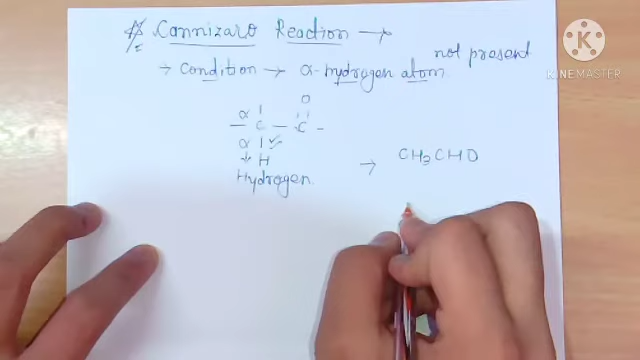 Cannizaro Reaction →
→ Condition → α-hydrogen atom not present
KINEMASTER
O
α
C - C -
α
H
Hydrogen
→ CH3CHO